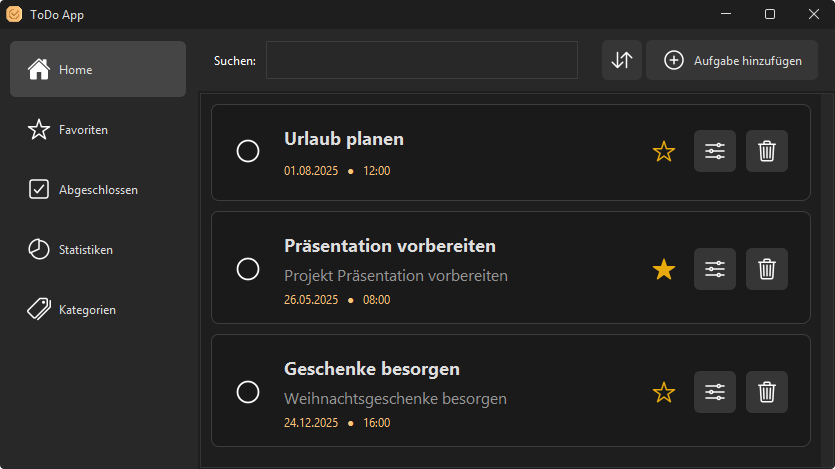 ToDo App
Home
Favoriten
Abgeschlossen
Statistiken
Kategorien
Suchen:
Aufgabe hinzufügen
Urlaub planen
01.08.2025 ● 12:00
Präsentation vorbereiten
Projekt Präsentation vorbereiten
26.05.2025 ● 08:00
Geschenke besorgen
Weihnachtsgeschenke besorgen
24.12.2025 ● 16:00